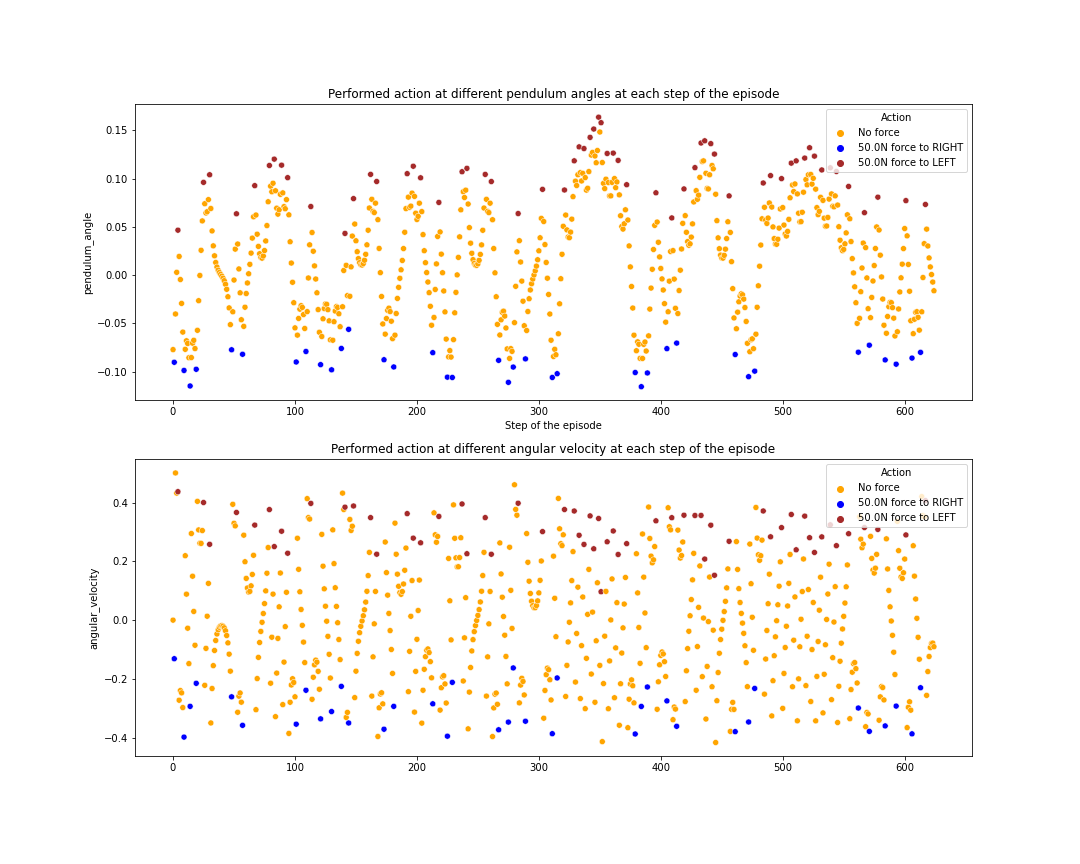 Performed action at different pendulum angles at each step of the episode
pendulum_angle
0.15
0.10
0.05
0.00
−0.05
−0.10
Action
No force
50.0N force to RIGHT
50.0N force to LEFT
0 100 200 300 400 500 600
Step of the episode
Performed action at different angular velocity at each step of the episode
angular_velocity
0.4
0.2
0.0
−0.2
−0.4
Action
No force
50.0N force to RIGHT
50.0N force to LEFT
0 100 200 300 400 500 600